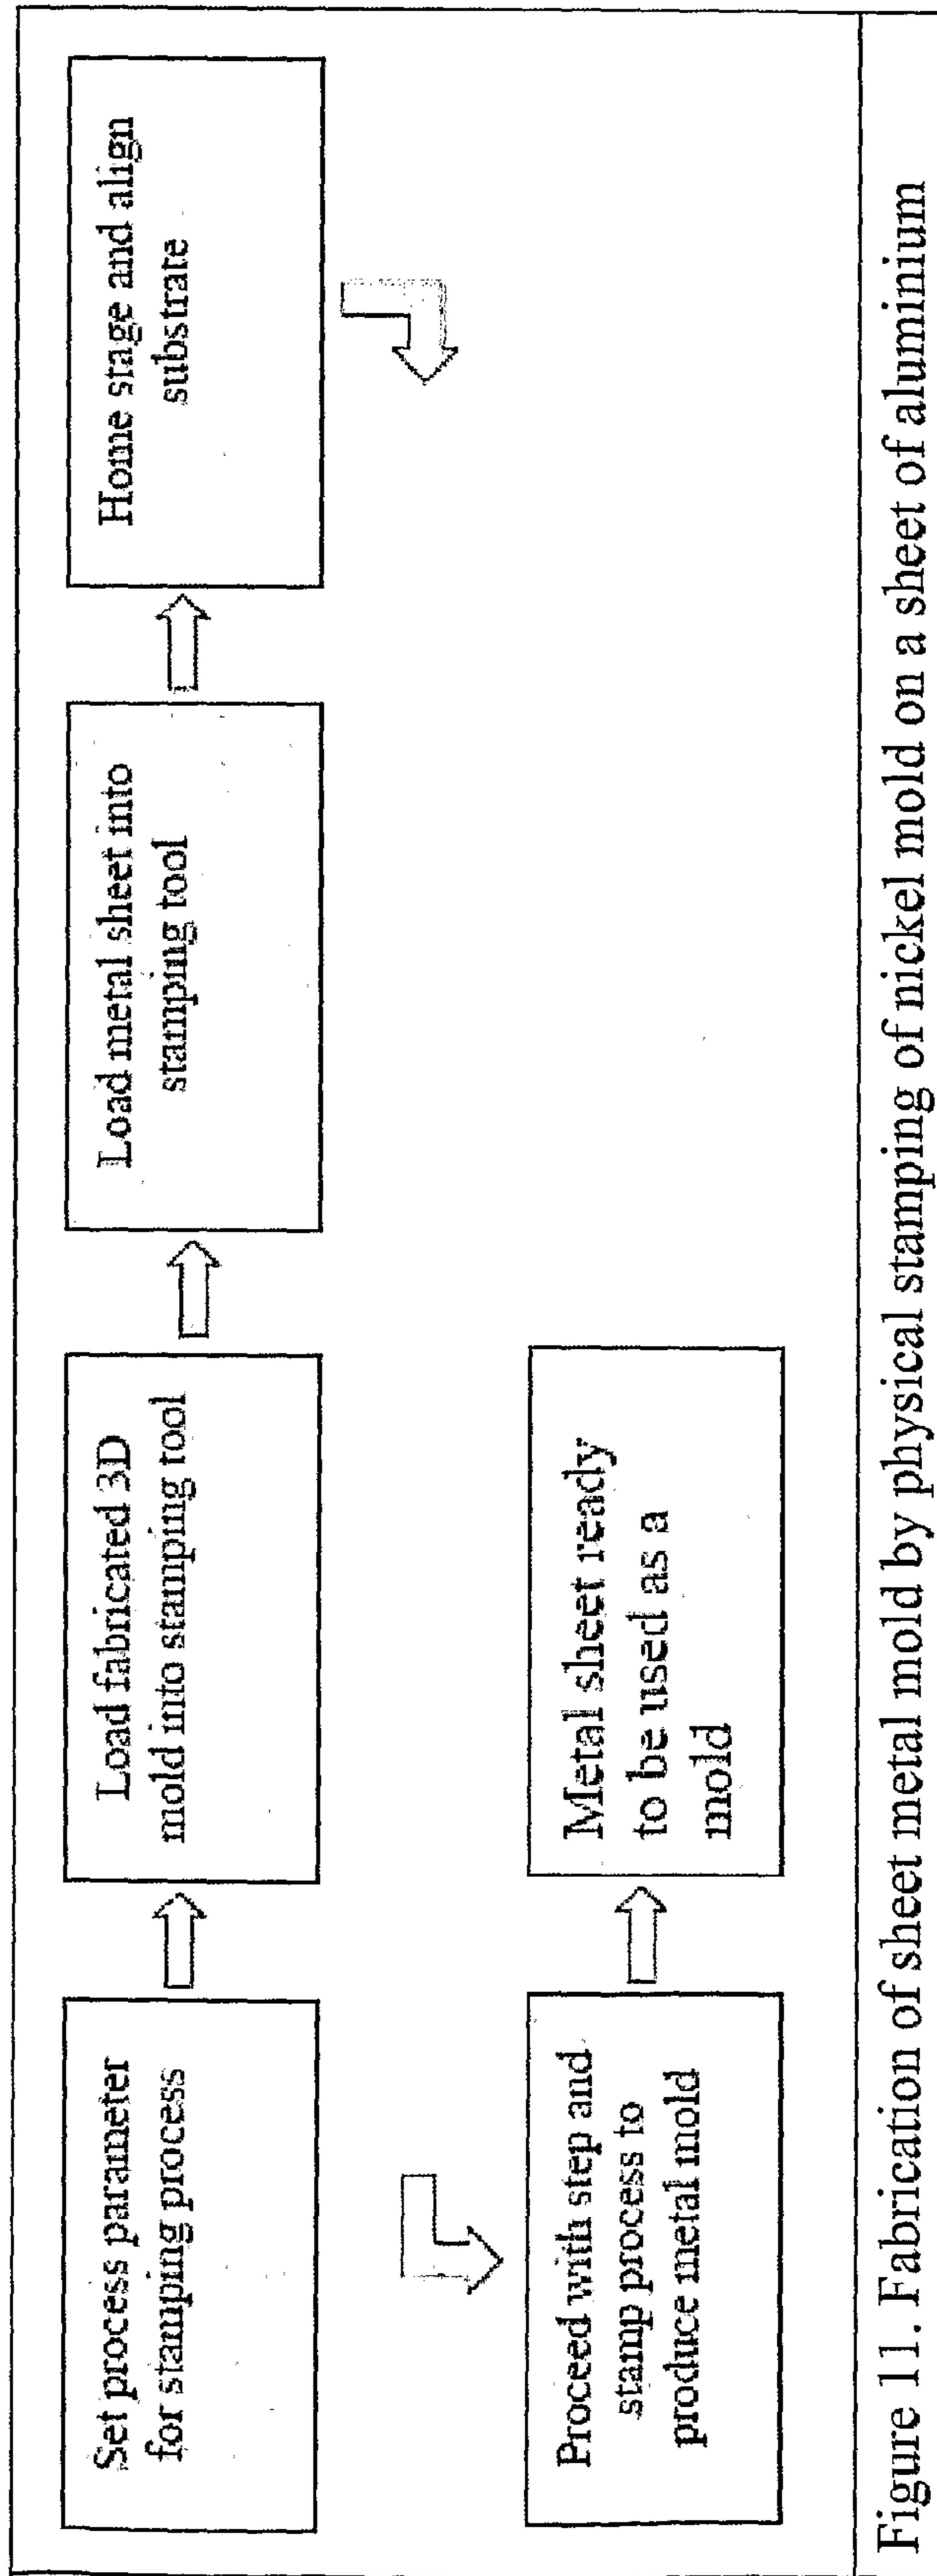 Set process parameter
for stamping process
Load fabricated 3D
mold into stamping tool
Load metal sheet into
stamping tool
Home stage and align
substrate
Proceed with step and
stamp process to
produce metal mold
Metal sheet ready
to be used as a
mold
Figure 11. Fabrication of sheet metal mold by physical stamping of nickel mold on a sheet of aluminium